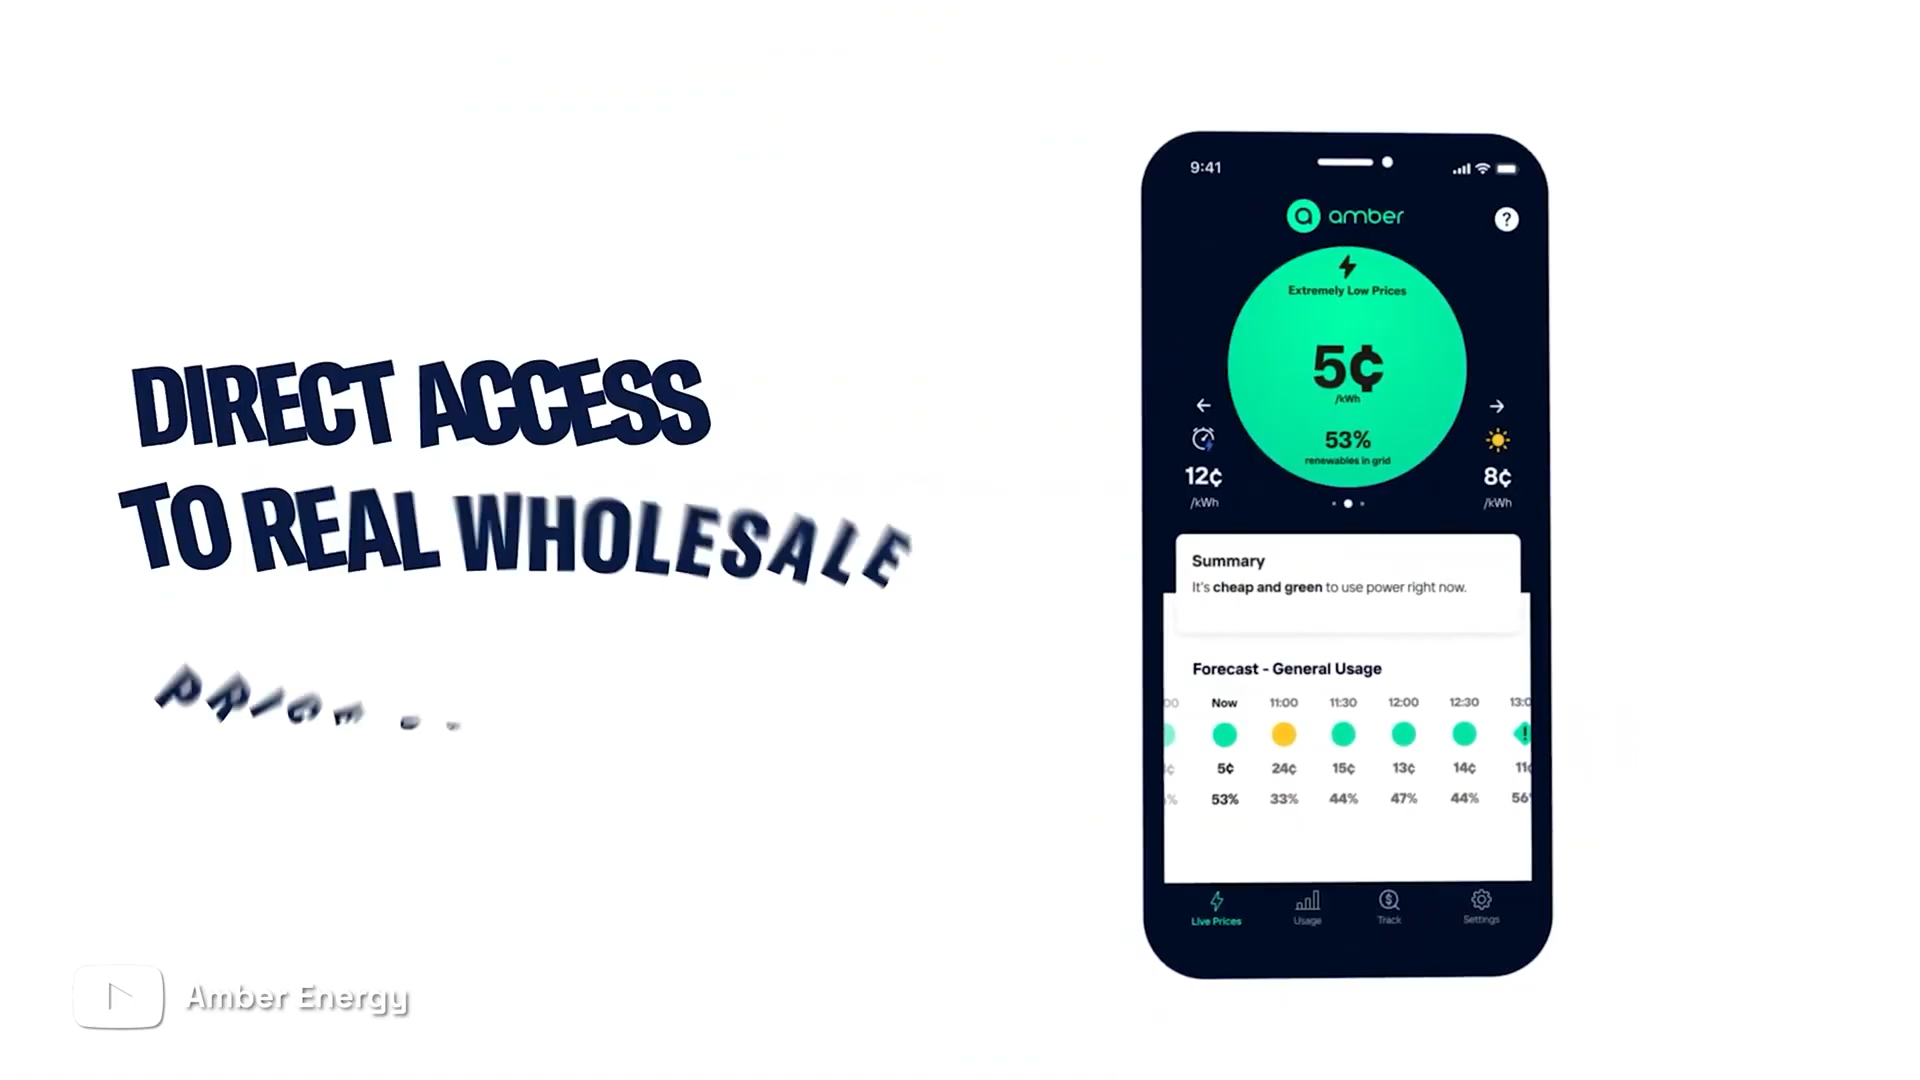 DIRECT ACCESS
TO REAL WHOLESALE
9:41
amber
?
Extremely Low Prices
5¢
/kWh
53%
renewables in grid
12¢
/kWh
8¢
/kWh
Summary
It's cheap and green to use power right now.
Forecast - General Usage
Now 11:00 11:30 12:00 12:30
5¢ 24¢ 15¢ 13¢ 14¢
53% 33% 44% 47% 44%
Live Prices Usage Track Settings
Amber Energy